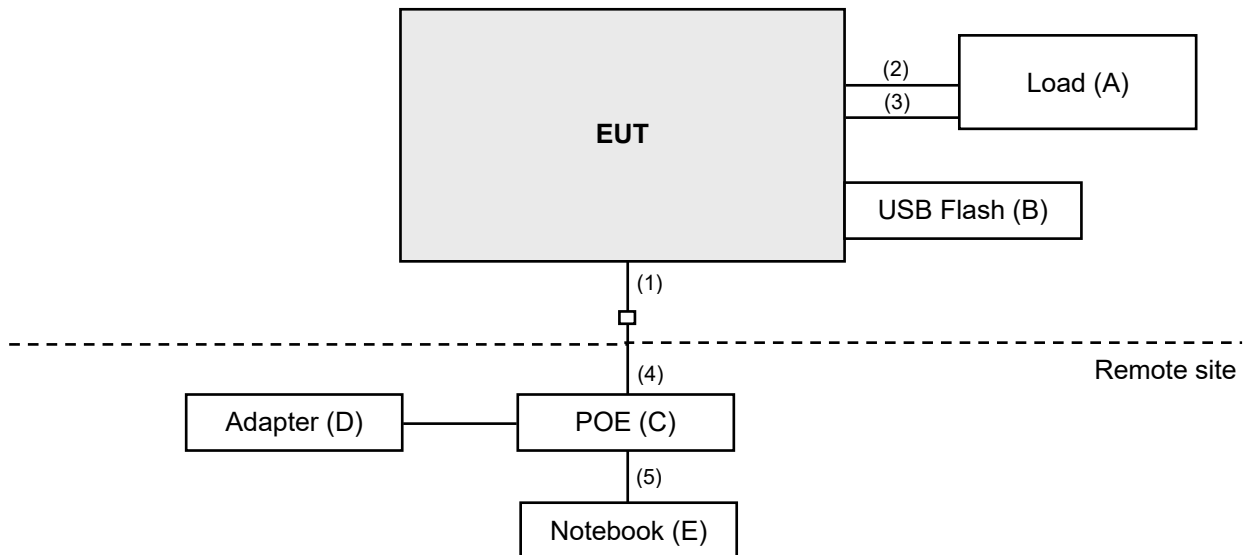 (2)
Load (A)
(3)
EUT
USB Flash (B)
(1)
Remote site
(4)
Adapter (D)
POE (C)
(5)
Notebook (E)